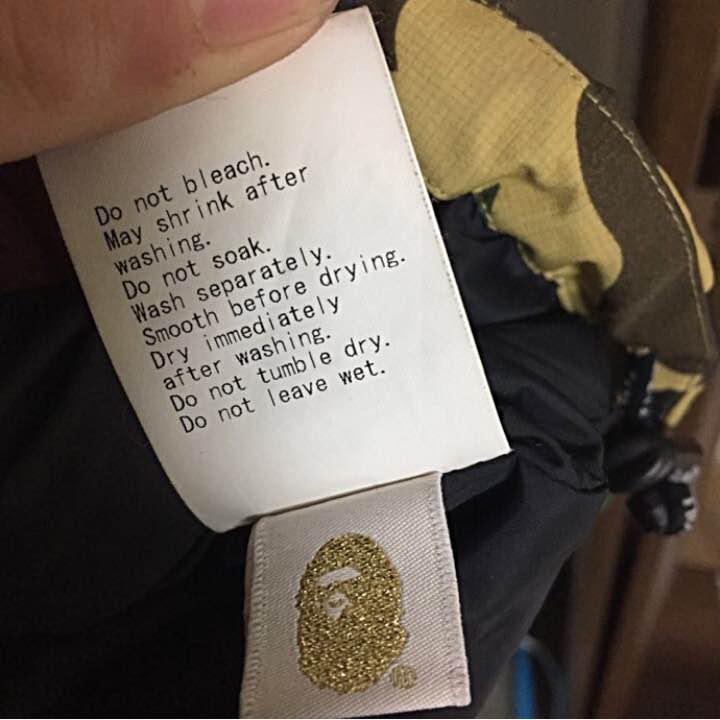 Do not bleach.
May shrink after
washing.
Do not soak.
Wash separately.
Smooth before drying.
Dry immediately
after washing.
Do not tumble dry.
Do not leave wet.
®